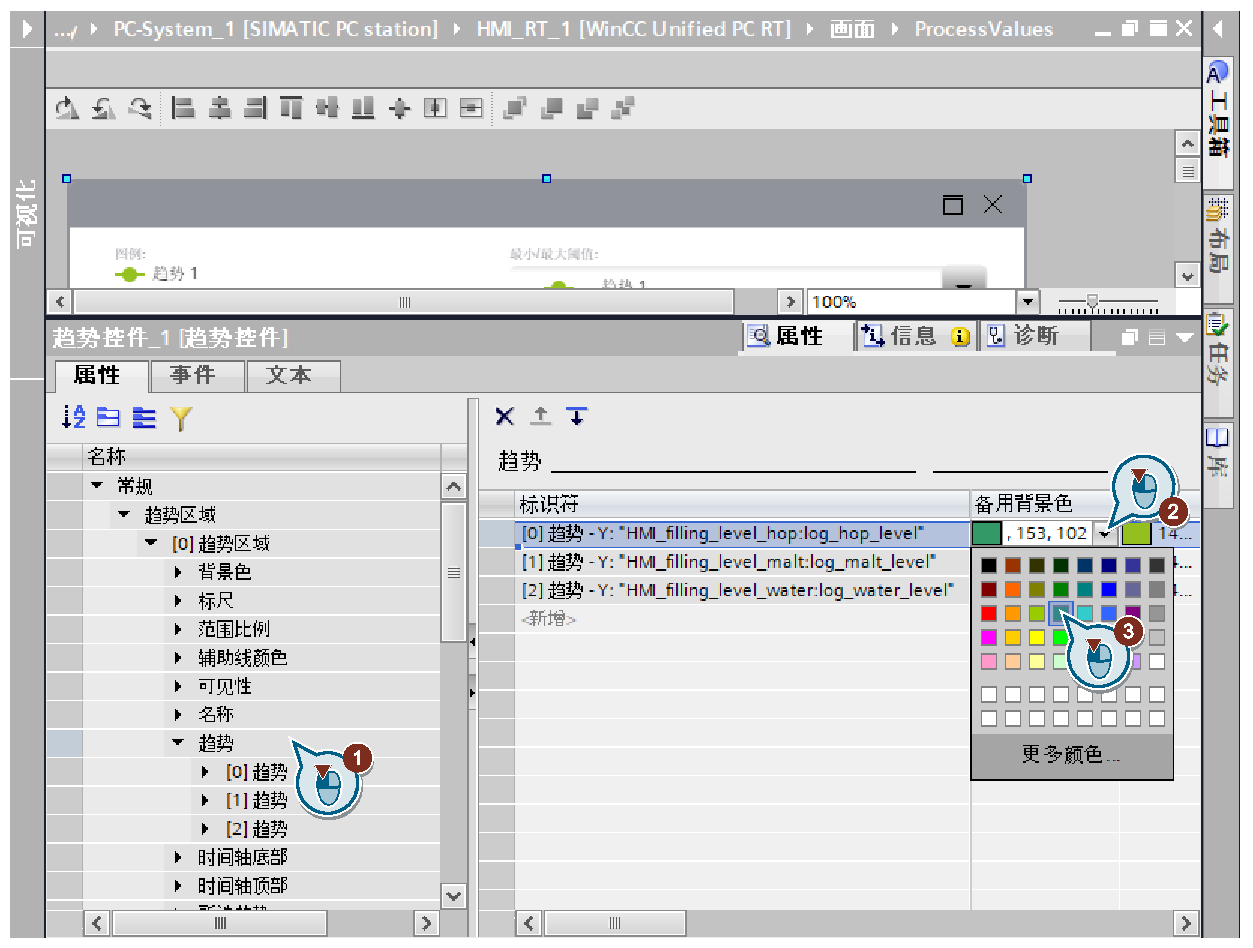 .../ ▸ PC-System_1 [SIMATIC PC station] ▸ HMI_RT_1 [WinCC Unified PC RT] ▸ 画面 ▸ ProcessValues
可视化
图例:
趋势 1
最小/最大阈值:
趋势 1
100%
工具箱
布局
任务
库
趋势控件_1 [趋势控件]
属性
信息
诊断
属性
事件
文本
名称
常规
趋势区域
[0] 趋势区域
背景色
标尺
范围比例
辅助线颜色
可见性
名称
趋势
[0] 趋势
[1] 趋势
[2] 趋势
时间轴底部
时间轴顶部
1
趋势
标识符
备用背景色
[0] 趋势 - Y: "HMI_filling_level_hop:log_hop_level"
, 153, 102
14...
[1] 趋势 - Y: "HMI_filling_level_malt:log_malt_level"
[2] 趋势 - Y: "HMI_filling_level_water:log_water_level"
<新增>
2
3
更多颜色...